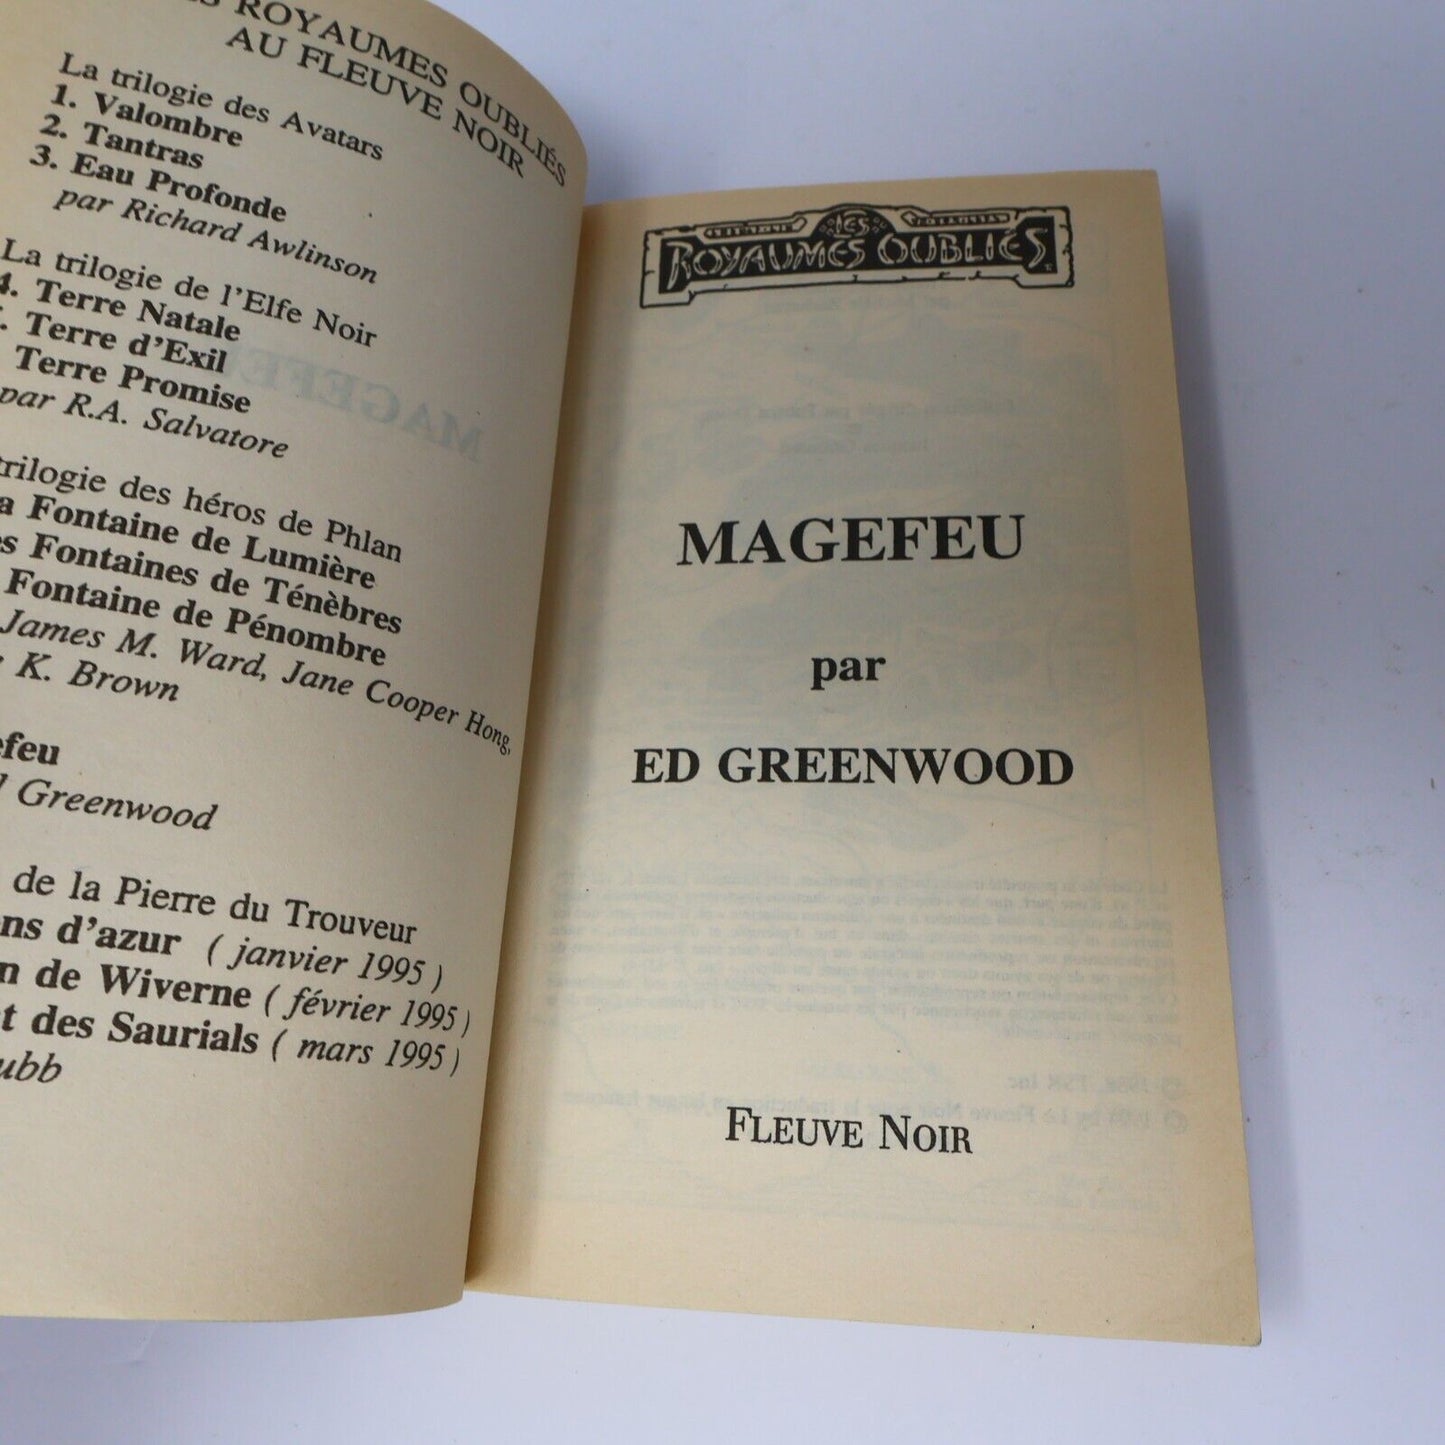 ROYAUMES OUBLIÉS
AU FLEUVE NOIR
La trilogie des Avatars
1. Valombre
2. Tantras
3. Eau Profonde
par Richard Awlinson
La trilogie de l'Elfe Noir
4. Terre Natale
Terre d'Exil
Terre Promise
par R.A. Salvatore
trilogie des héros de Phlan
Fontaine de Lumière
Fontaines de Ténèbres
Fontaine de Pénombre
James M. Ward, Jane Cooper Hong,
K. Brown
Greenwood
de la Pierre du Trouveur
d'azur ( janvier 1995 )
de Wiverne ( février 1995 )
des Saurials ( mars 1995 )
LES
ROYAUMES OUBLIÉS
MAGEFEU
par
ED GREENWOOD
FLEUVE NOIR